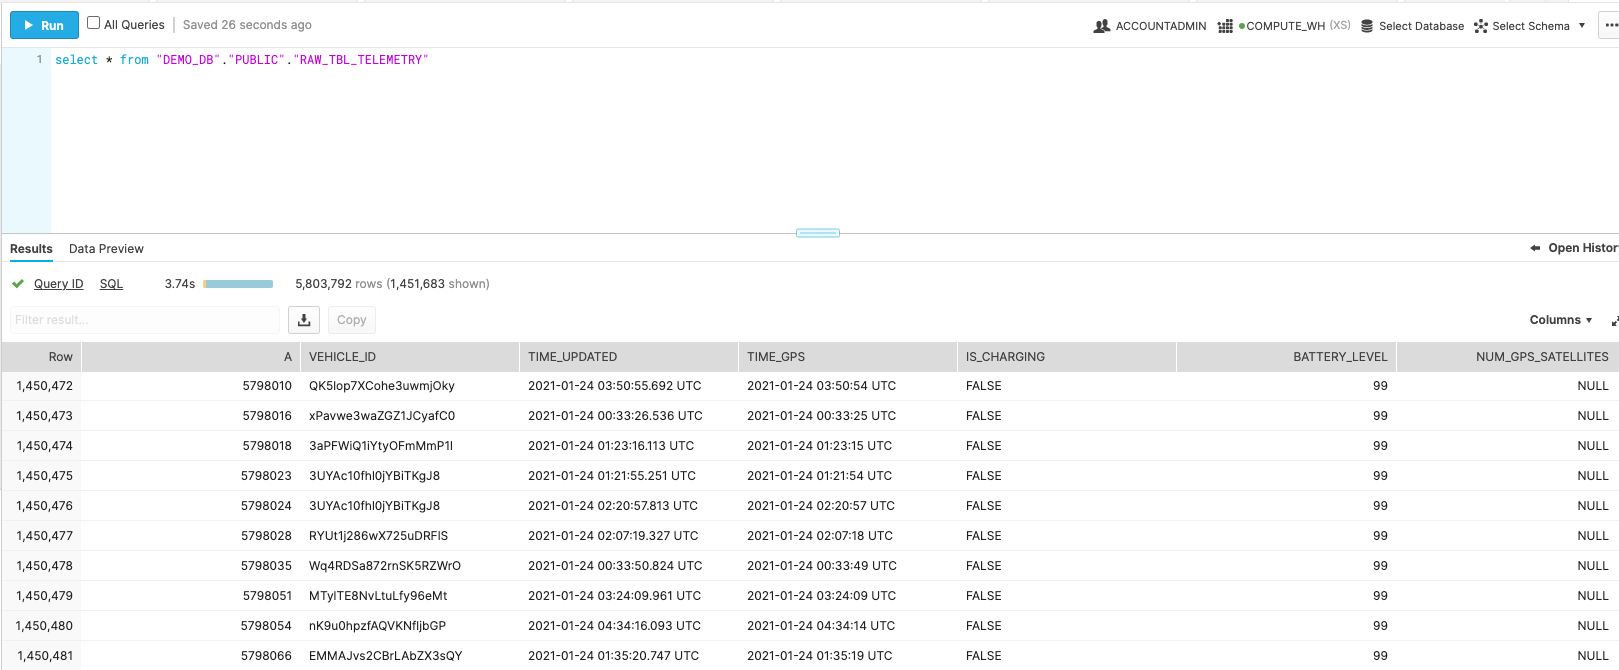 Run All Queries Saved 26 seconds ago ACCOUNTADMIN COMPUTE_WH (XS) Select Database Select Schema
1 select * from "DEMO_DB"."PUBLIC"."RAW_TBL_TELEMETRY"
Results Data Preview Open Histor
Query ID SQL 3.74s 5,803,792 rows (1,451,683 shown)
Filter result... Copy Columns
Row A VEHICLE_ID TIME_UPDATED TIME_GPS IS_CHARGING BATTERY_LEVEL NUM_GPS_SATELLITES
1,450,472 5798010 QK5lop7XCohe3uwmjOky 2021-01-24 03:50:55.692 UTC 2021-01-24 03:50:54 UTC FALSE 99 NULL
1,450,473 5798016 xPavwe3waZGZ1JCyafC0 2021-01-24 00:33:26.536 UTC 2021-01-24 00:33:25 UTC FALSE 99 NULL
1,450,474 5798018 3aPFWiQ1iYtyOFmMmP1l 2021-01-24 01:23:16.113 UTC 2021-01-24 01:23:15 UTC FALSE 99 NULL
1,450,475 5798023 3UYAc10fhl0jYBiTKgJ8 2021-01-24 01:21:55.251 UTC 2021-01-24 01:21:54 UTC FALSE 99 NULL
1,450,476 5798024 3UYAc10fhl0jYBiTKgJ8 2021-01-24 02:20:57.813 UTC 2021-01-24 02:20:57 UTC FALSE 99 NULL
1,450,477 5798028 RYUt1j286wX725uDRFIS 2021-01-24 02:07:19.327 UTC 2021-01-24 02:07:18 UTC FALSE 99 NULL
1,450,478 5798035 Wq4RDSa872rnSK5RZWrO 2021-01-24 00:33:50.824 UTC 2021-01-24 00:33:49 UTC FALSE 99 NULL
1,450,479 5798051 MTylTE8NvLtuLfy96eMt 2021-01-24 03:24:09.961 UTC 2021-01-24 03:24:09 UTC FALSE 99 NULL
1,450,480 5798054 nK9u0hpzfAQVKNfljbGP 2021-01-24 04:34:16.093 UTC 2021-01-24 04:34:14 UTC FALSE 99 NULL
1,450,481 5798066 EMMAJvs2CBrLAbZX3sQY 2021-01-24 01:35:20.747 UTC 2021-01-24 01:35:19 UTC FALSE 99 NULL